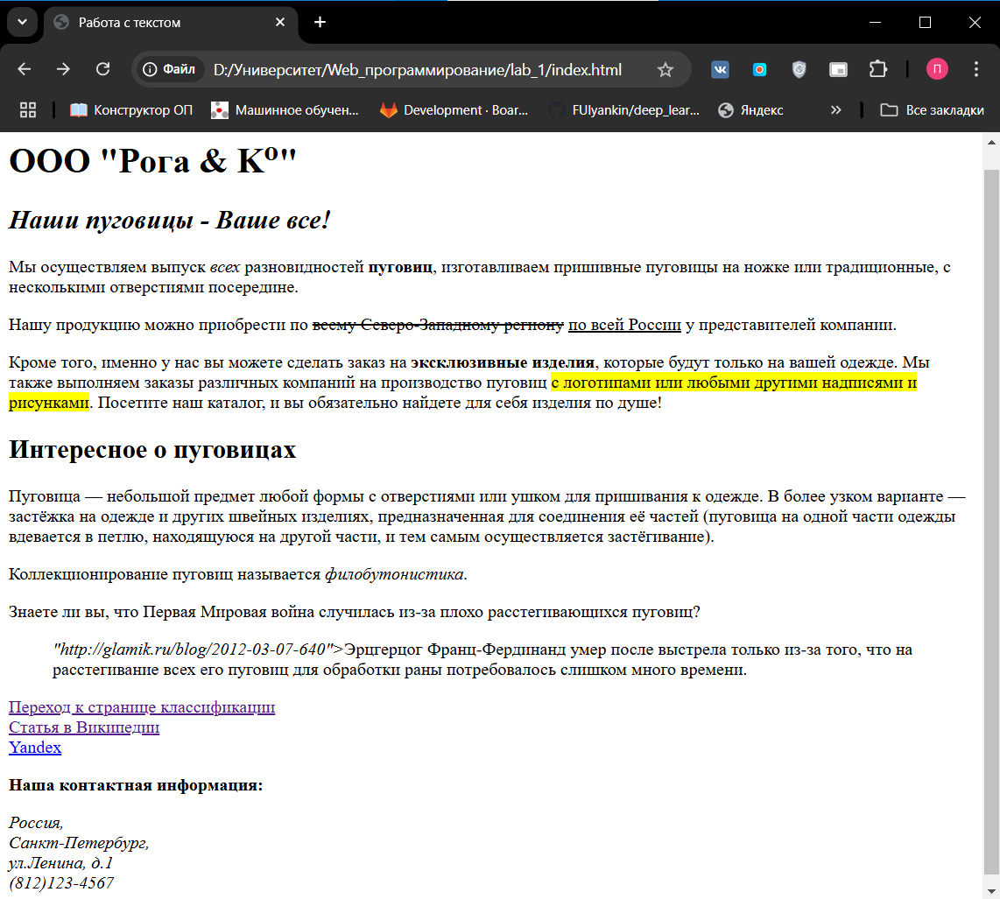 Работа с текстом
Файл D:/Университет/Web_программирование/lab_1/index.html П
Конструктор ОП Машинное обучен... Development · Boar... FUlyankin/deep_lear... Яндекс » Все закладки
ООО "Рога & Кº"
Наши пуговицы - Ваше все!
Мы осуществляем выпуск всех разновидностей пуговиц, изготавливаем пришивные пуговицы на ножке или традиционные, с
несколькими отверстиями посередине.
Нашу продукцию можно приобрести по всему Северо-Западному региону по всей России у представителей компании.
Кроме того, именно у нас вы можете сделать заказ на эксклюзивные изделия, которые будут только на вашей одежде. Мы
также выполняем заказы различных компаний на производство пуговиц с логотипами или любыми другими надписями и
рисунками. Посетите наш каталог, и вы обязательно найдете для себя изделия по душе!
Интересное о пуговицах
Пуговица — небольшой предмет любой формы с отверстиями или ушком для пришивания к одежде. В более узком варианте —
застёжка на одежде и других швейных изделиях, предназначенная для соединения её частей (пуговица на одной части одежды
вдевается в петлю, находящуюся на другой части, и тем самым осуществляется застёгивание).
Коллекционирование пуговиц называется филобутонистика.
Знаете ли вы, что Первая Мировая война случилась из-за плохо расстегивающихся пуговиц?
"http://glamik.ru/blog/2012-03-07-640">Эрцгерцог Франц-Фердинанд умер после выстрела только из-за того, что на
расстегивание всех его пуговиц для обработки раны потребовалось слишком много времени.
Переход к странице классификации
Статья в Википедии
Yandex
Наша контактная информация:
Россия,
Санкт-Петербург,
ул.Ленина, д.1
(812)123-4567